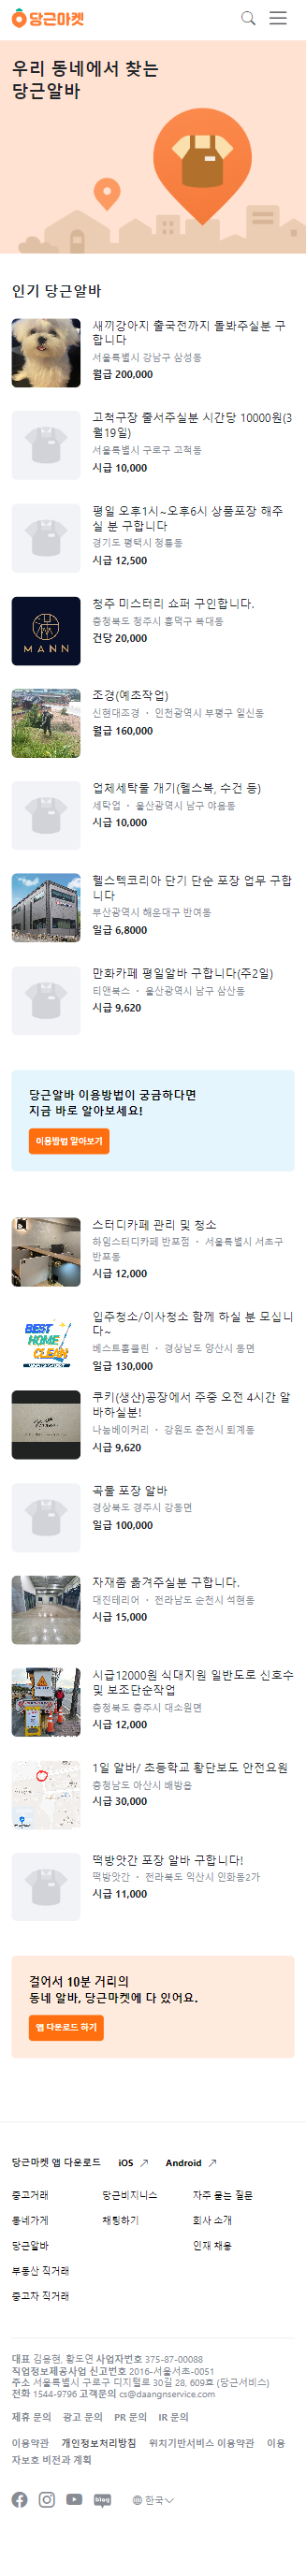 당근마켓
우리 동네에서 찾는
당근알바
인기 당근알바
새끼강아지 출국전까지 돌봐주실분 구
합니다
서울특별시 강남구 삼성동
월급 200,000
고척구장 줄서주실분 시간당 10000원(3
월19일)
서울특별시 구로구 고척동
시급 10,000
평일 오후1시~오후6시 상품포장 해주
실 분 구합니다
경기도 평택시 청룡동
시급 12,500
청주 미스터리 쇼퍼 구인합니다.
충청북도 청주시 흥덕구 복대동
건당 20,000
MANN
조경(예초작업)
신현대조경 · 인천광역시 부평구 일신동
월급 160,000
업체세탁물 개기(헬스복, 수건 등)
세탁업 · 울산광역시 남구 야음동
시급 10,000
헬스텍코리아 단기 단순 포장 업무 구합
니다
부산광역시 해운대구 반여동
일급 6,8000
만화카페 평일알바 구합니다(주2일)
티앤북스 · 울산광역시 남구 삼산동
시급 9,620
당근알바 이용방법이 궁금하다면
지금 바로 알아보세요!
이용방법 알아보기
스터디카페 관리 및 청소
하임스터디카페 반포점 · 서울특별시 서초구
반포동
시급 12,000
입주청소/이사청소 함께 하실 분 모십니
다~
베스트홈클린 · 경상남도 양산시 동면
일급 130,000
BEST
HOME
CLEAN
쿠키(생산)공장에서 주중 오전 4시간 알
바하실분!
나눔베이커리 · 강원도 춘천시 퇴계동
시급 9,620
곡물 포장 알바
경상북도 경주시 강동면
일급 100,000
자재좀 옮겨주실분 구합니다.
대진테리어 · 전라남도 순천시 석현동
시급 15,000
시급12000원 식대지원 일반도로 신호수
및 보조단순작업
충청북도 충주시 대소원면
시급 12,000
1일 알바/ 초등학교 황단보도 안전요원
충청남도 아산시 배방읍
시급 30,000
떡방앗간 포장 알바 구합니다!
떡방앗간 · 전라북도 익산시 인화동2가
시급 11,000
걸어서 10분 거리의
동네 알바, 당근마켓에 다 있어요.
앱 다운로드 하기
당근마켓 앱 다운로드 iOS Android
중고거래 당근비즈니스 자주 묻는 질문
동네가게 채팅하기 회사 소개
당근알바 인재 채용
부동산 직거래
중고차 직거래
대표 김용현, 황도연 사업자번호 375-87-00088
직업정보제공사업 신고번호 2016-서울서초-0051
주소 서울특별시 구로구 디지털로 30길 28, 609호 (당근서비스)
전화 1544-9796 고객문의 cs@daangnservice.com
제휴 문의 광고 문의 PR 문의 IR 문의
이용약관 개인정보처리방침 위치기반서비스 이용약관 이용
자보호 비전과 계획
blog
한국